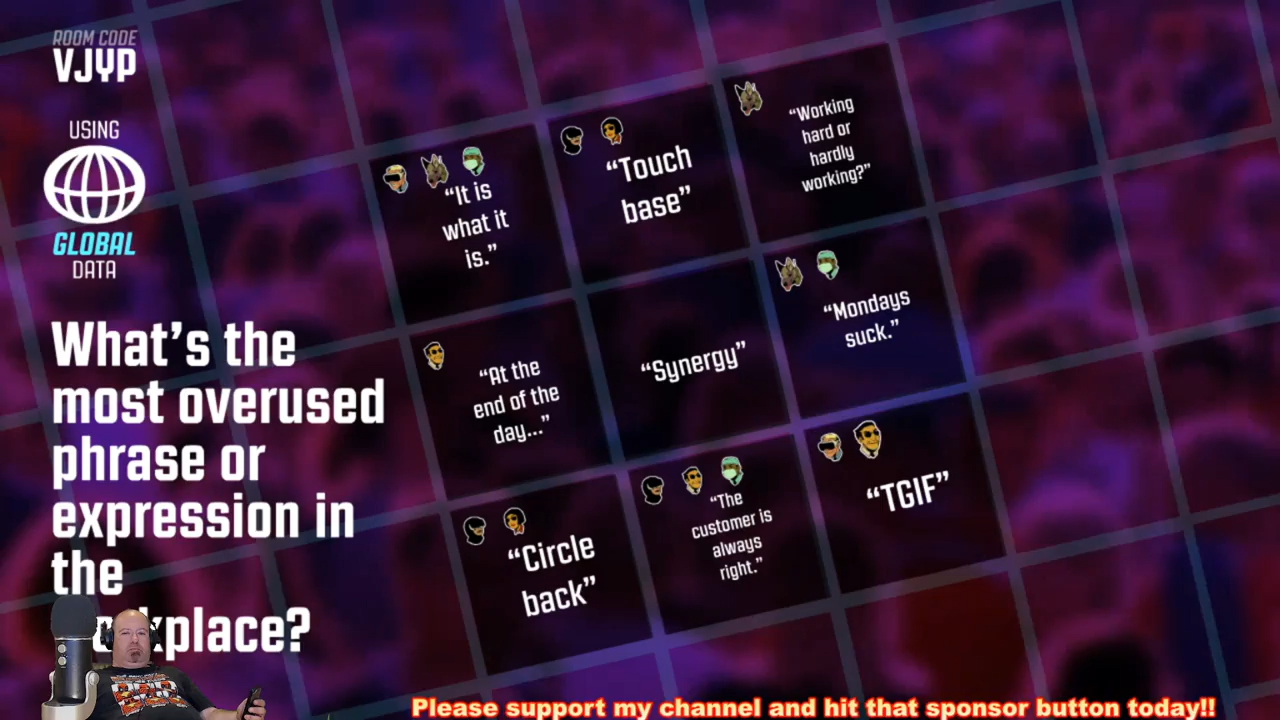 ROOM CODE
VJYP
USING
GLOBAL
DATA
What's the
most overused
phrase or
expression in
the
workplace?
“It is
what it
is.”
“Touch
base”
“Working
hard or
hardly
working?”
“At the
end of the
day...”
“Synergy”
“Mondays
suck.”
“Circle
back”
“The
customer is
always
right.”
“TGIF”
Please support my channel and hit that sponsor button today!!